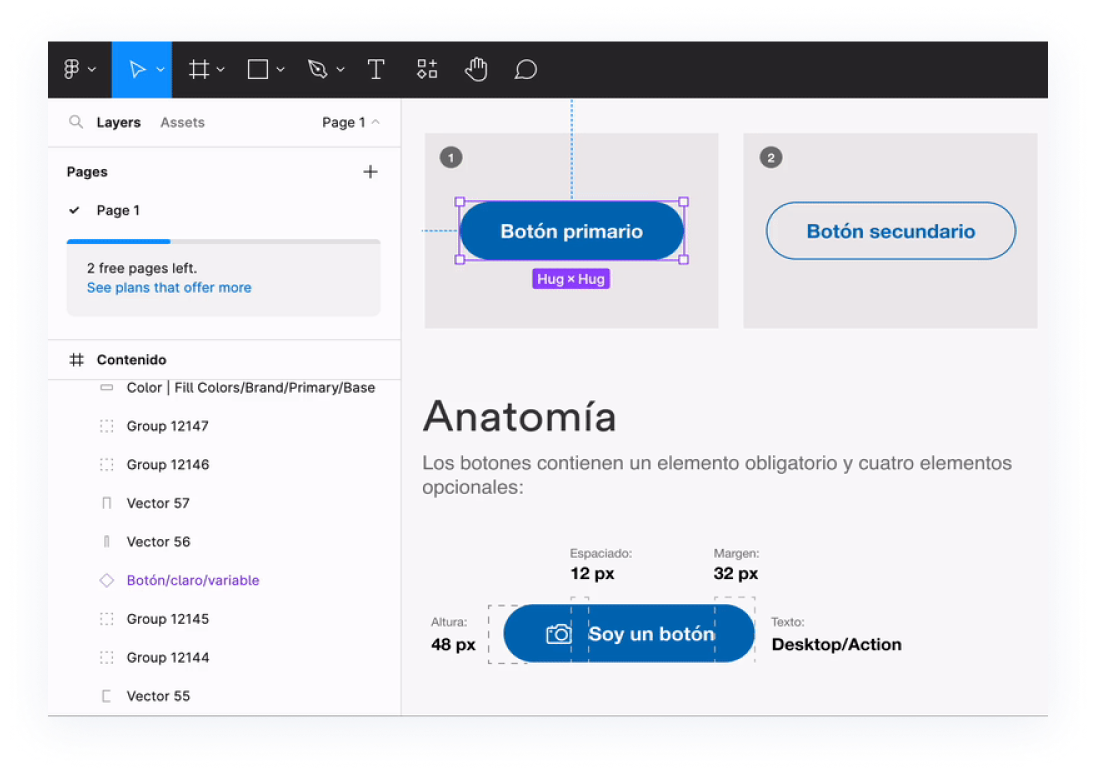 Layers Assets Page 1
Pages
Page 1
2 free pages left.
See plans that offer more
Contenido
Color | Fill Colors/Brand/Primary/Base
Group 12147
Group 12146
Vector 57
Vector 56
Botón/claro/variable
Group 12145
Group 12144
Vector 55
1
Botón primario
Hug × Hug
2
Botón secundario
Anatomía
Los botones contienen un elemento obligatorio y cuatro elementos
opcionales:
Espaciado:
12 px
Margen:
32 px
Altura:
48 px
Soy un botón
Texto:
Desktop/Action